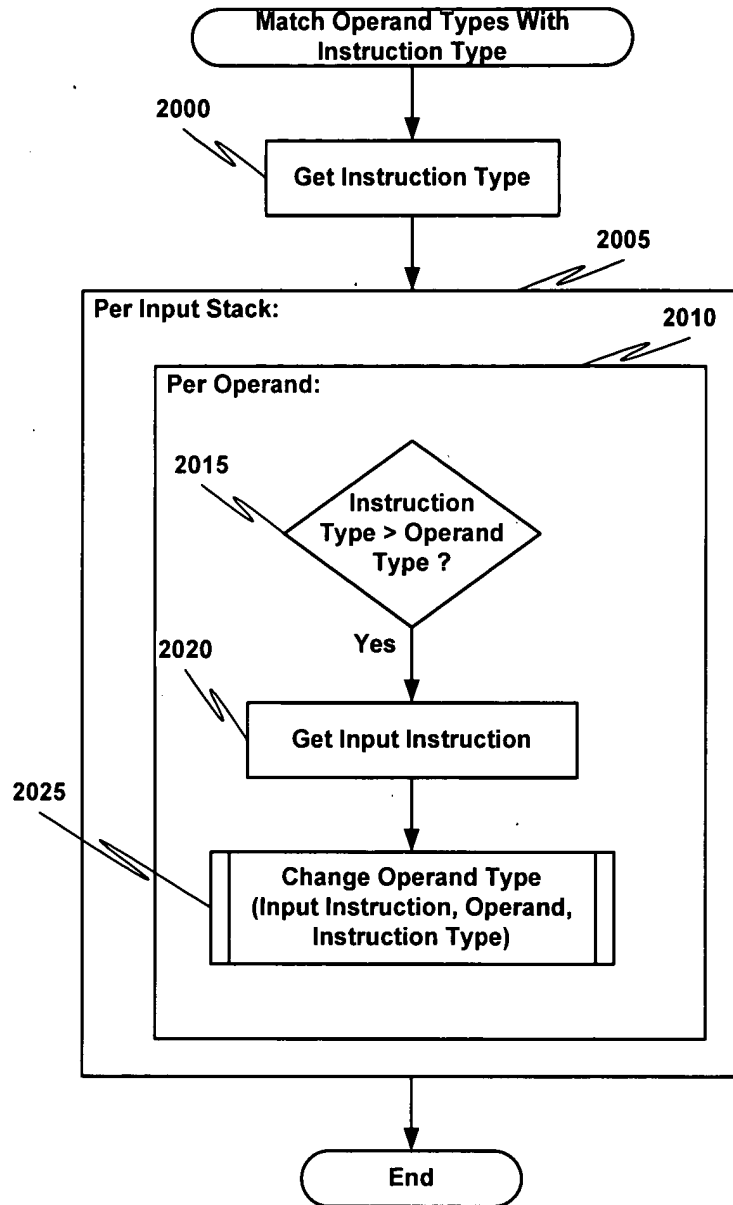 Match Operand Types With
Instruction Type
2000
Get Instruction Type
2005
Per Input Stack:
2010
Per Operand:
2015
Instruction
Type > Operand
Type ?
Yes
2020
Get Input Instruction
2025
Change Operand Type
(Input Instruction, Operand,
Instruction Type)
End